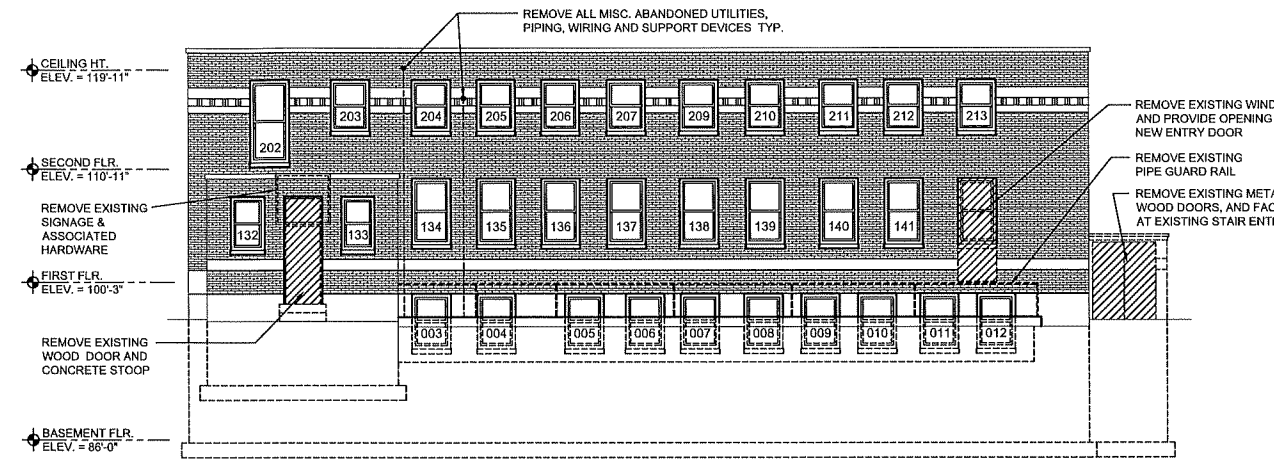 REMOVE ALL MISC. ABANDONED UTILITIES,
PIPING, WIRING AND SUPPORT DEVICES TYP.
CEILING HT.
ELEV. = 119'-11"
203 204 205 206 207 209 210 211 212 213
202
REMOVE EXISTING WIND
AND PROVIDE OPENING
NEW ENTRY DOOR
SECOND FLR.
ELEV. = 110'-11"
REMOVE EXISTING
PIPE GUARD RAIL
REMOVE EXISTING META
WOOD DOORS, AND FAC
AT EXISTING STAIR ENTR
REMOVE EXISTING
SIGNAGE &
ASSOCIATED
HARDWARE
132 133 134 135 136 137 138 139 140 141
FIRST FLR.
ELEV. = 100'-3"
003 004 005 006 007 008 009 010 011 012
REMOVE EXISTING
WOOD DOOR AND
CONCRETE STOOP
BASEMENT FLR.
ELEV. = 86'-0"